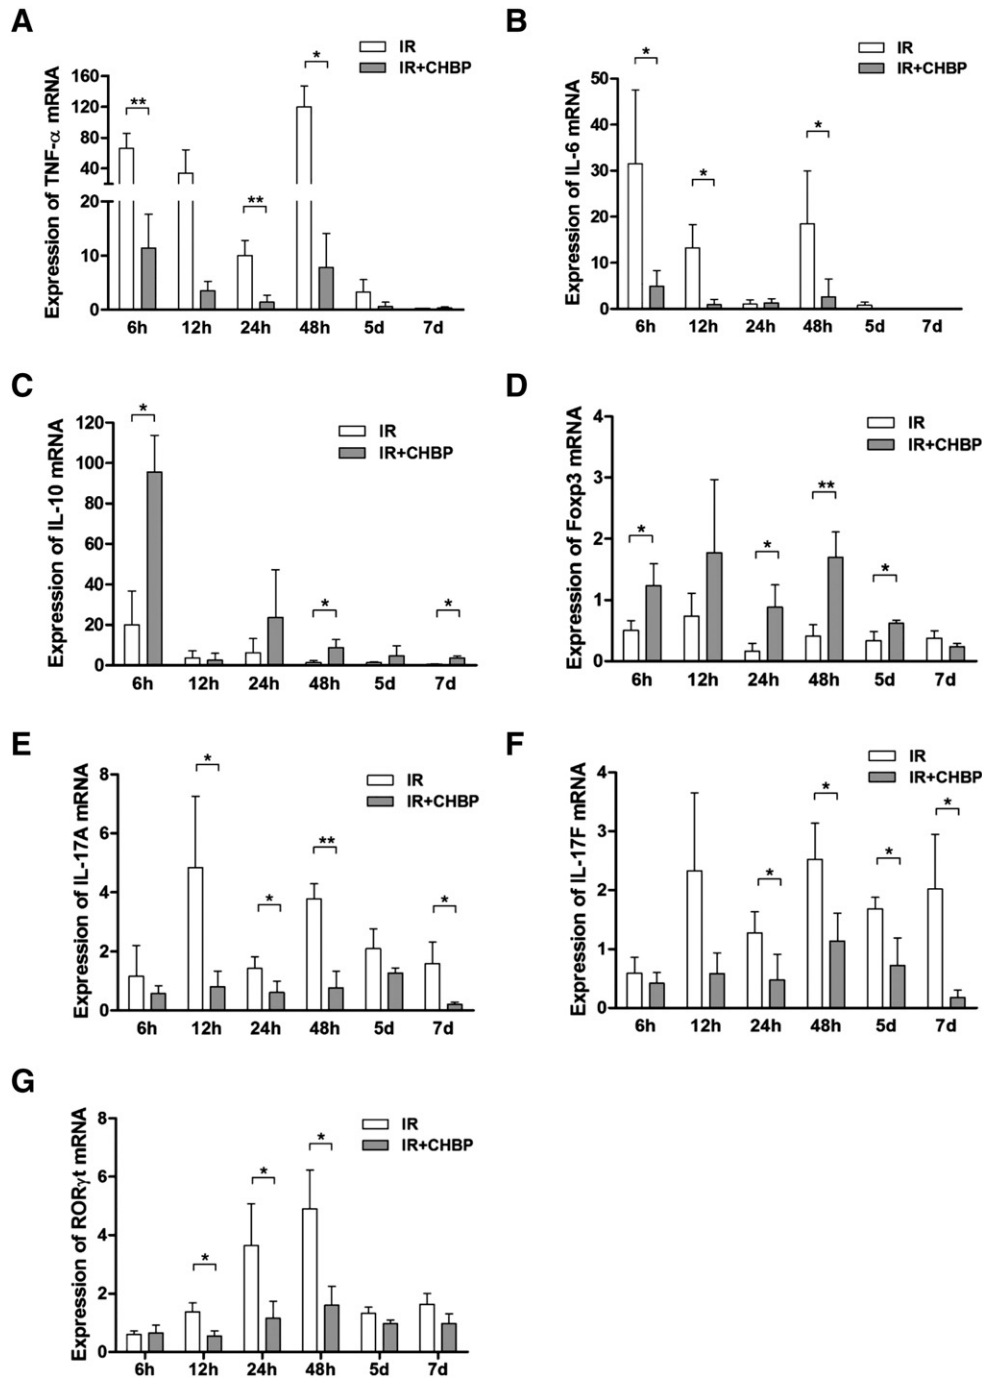 A
Expression of TNF-α mRNA
IR
IR+CHBP
160
120
80
40
20
10
0
** ** *
6h 12h 24h 48h 5d 7d
B
Expression of IL-6 mRNA
IR
IR+CHBP
50
40
30
20
10
0
* * *
6h 12h 24h 48h 5d 7d
C
Expression of IL-10 mRNA
IR
IR+CHBP
120
100
80
60
40
20
0
* * *
6h 12h 24h 48h 5d 7d
D
Expression of Foxp3 mRNA
IR
IR+CHBP
4
3
2
1
0
* * ** *
6h 12h 24h 48h 5d 7d
E
Expression of IL-17A mRNA
IR
IR+CHBP
8
6
4
2
0
* * ** *
6h 12h 24h 48h 5d 7d
F
Expression of IL-17F mRNA
IR
IR+CHBP
4
3
2
1
0
* * * *
6h 12h 24h 48h 5d 7d
G
Expression of RORγt mRNA
IR
IR+CHBP
8
6
4
2
0
* * *
6h 12h 24h 48h 5d 7d